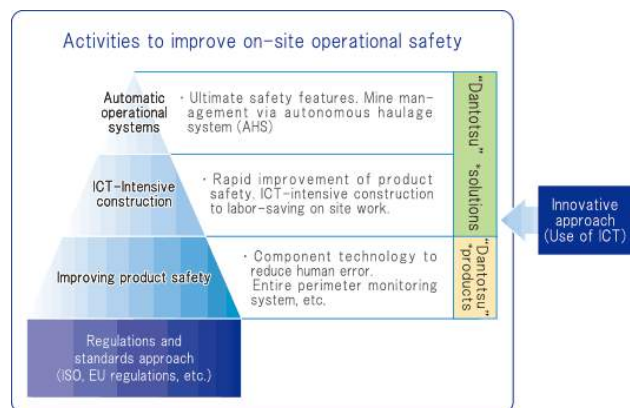 Activities to improve on-site operational safety
Automatic
operational
systems
· Ultimate safety features. Mine man-
agement via autonomous haulage
system (AHS)
ICT-Intensive
construction
· Rapid improvement of product
safety. ICT-intensive construction
to labor-saving on site work.
Improving product safety
· Component technology to
reduce human error.
Entire perimeter monitoring
system, etc.
Regulations and
standards approach
(ISO, EU regulations, etc.)
"Dantotsu" *solutions
"Dantotsu"
*products
Innovative
approach
(Use of ICT)